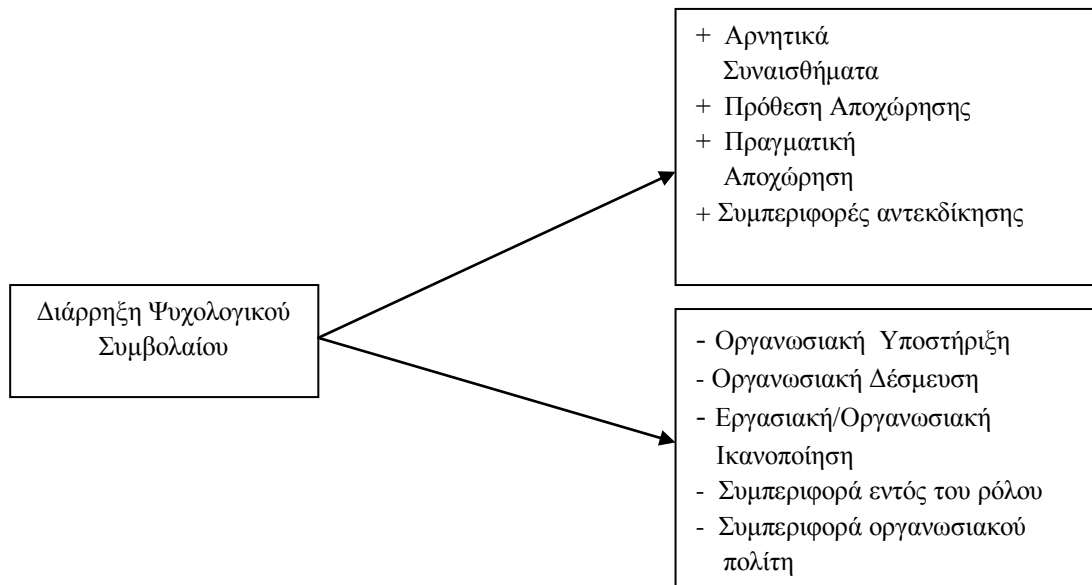 + Αρνητικά
Συναισθήματα
+ Πρόθεση Αποχώρησης
+ Πραγματική
Αποχώρηση
+ Συμπεριφορές αντεκδίκησης
Διάρρηξη Ψυχολογικού
Συμβολαίου
- Οργανωσιακή Υποστήριξη
- Οργανωσιακή Δέσμευση
- Εργασιακή/Οργανωσιακή
Ικανοποίηση
- Συμπεριφορά εντός του ρόλου
- Συμπεριφορά οργανωσιακού
πολίτη